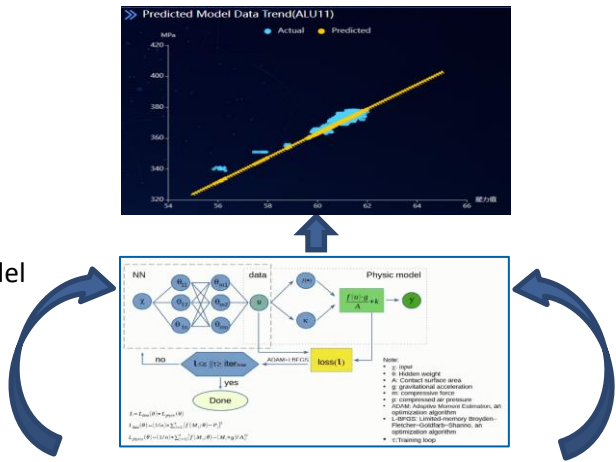 Predicted Model Data Trend(ALU11)
Actual
Predicted
MPa
420
400
380
360
340
320
54
56
58
60
62
64
66
del
NN
data
Physic model
χ
u
y
no
ADAM+LBFGS
loss(𝐥)
yes
Done
Note:
• χ: input
• θ: Hidden weight
• A: Contact surface area
• g: gravitational acceleration
• m: compressive force
• p: compressed air pressure
• ADAM: Adaptive Moment Estimation, an
optimization algorithm
• L-BFGS: Limited-memory Broyden–
Fletcher–Goldfarb–Shanno, an
optimization algorithm
• τ:Training loop